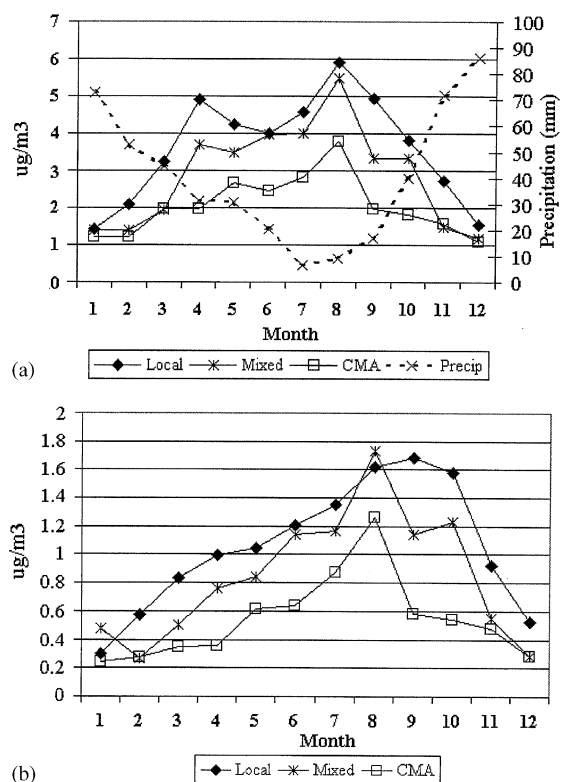 7 100
6 90
5 80
4 70
3 60
2 50
1 40
0 30
20
10
0
ug/m3
Precipitation (mm)
1 2 3 4 5 6 7 8 9 10 11 12
Month
Local Mixed CMA Precip
(a)
2
1.8
1.6
1.4
1.2
1
0.8
0.6
0.4
0.2
0
ug/m3
1 2 3 4 5 6 7 8 9 10 11 12
Month
Local Mixed CMA
(b)